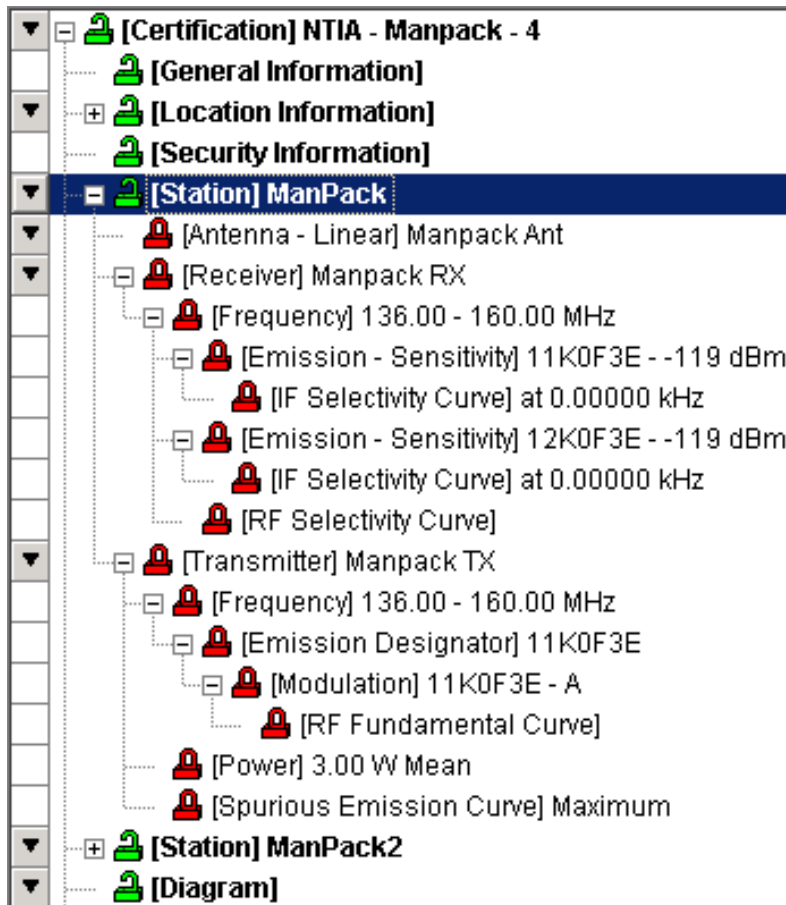 [Certification] NTIA - Manpack - 4
[General Information]
[Location Information]
[Security Information]
[Station] ManPack
[Antenna - Linear] Manpack Ant
[Receiver] Manpack RX
[Frequency] 136.00 - 160.00 MHz
[Emission - Sensitivity] 11K0F3E - -119 dBm
[IF Selectivity Curve] at 0.00000 kHz
[Emission - Sensitivity] 12K0F3E - -119 dBm
[IF Selectivity Curve] at 0.00000 kHz
[RF Selectivity Curve]
[Transmitter] Manpack TX
[Frequency] 136.00 - 160.00 MHz
[Emission Designator] 11K0F3E
[Modulation] 11K0F3E - A
[RF Fundamental Curve]
[Power] 3.00 W Mean
[Spurious Emission Curve] Maximum
[Station] ManPack2
[Diagram]